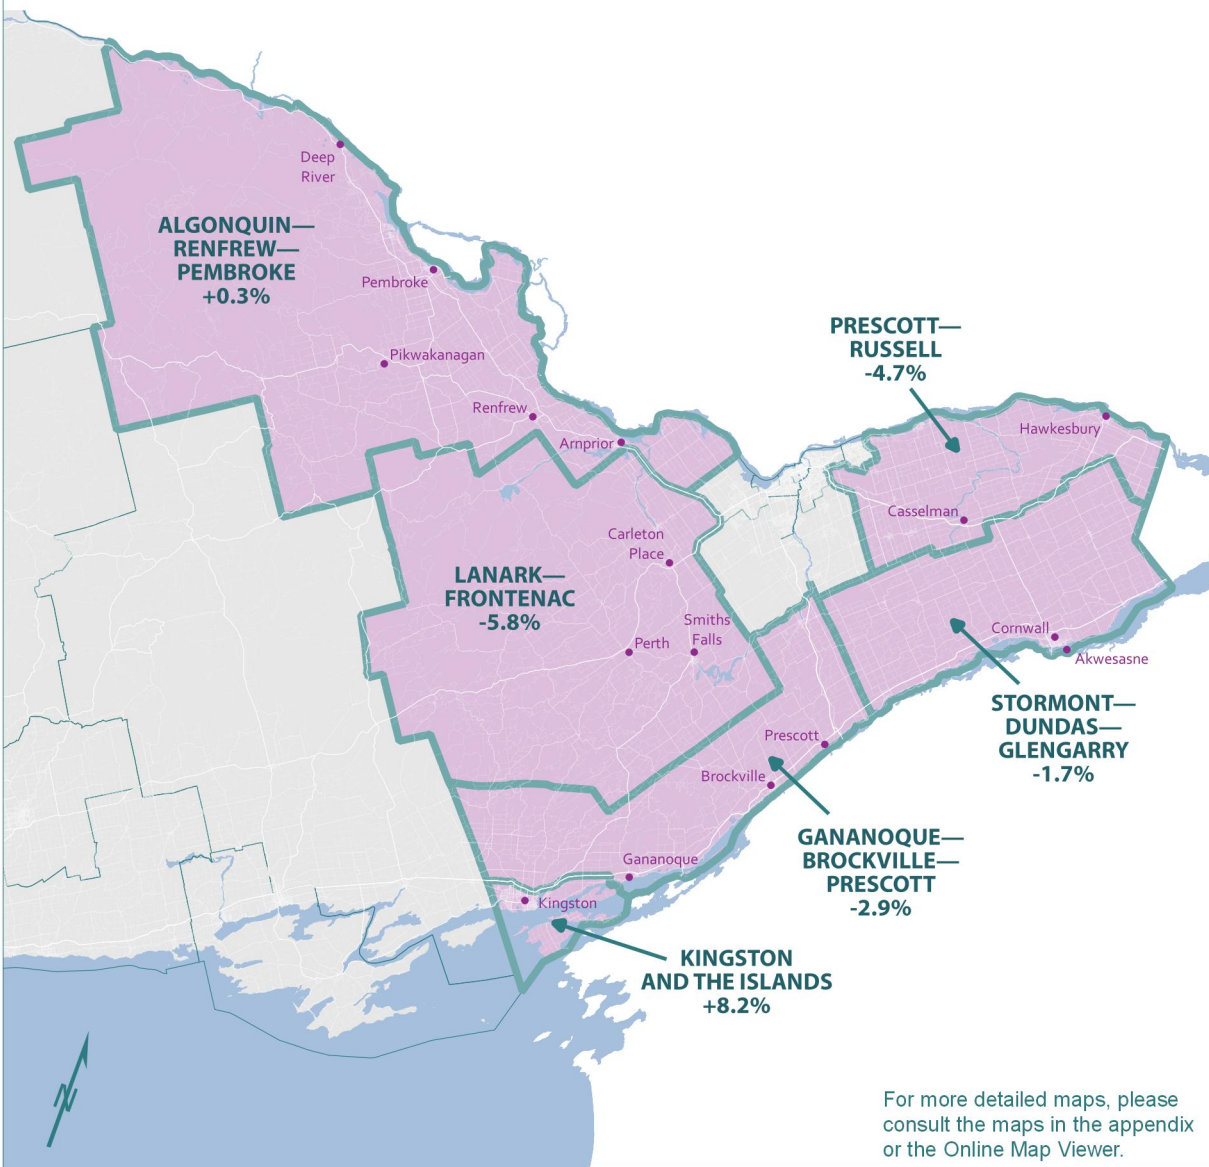 Deep
River
ALGONQUIN—
RENFREW—
PEMBROKE
+0.3%
Pembroke
Pikwakanagan
Renfrew
Arnprior
PRESCOTT—
RUSSELL
-4.7%
Hawkesbury
Casselman
Carleton
Place
LANARK—
FRONTENAC
-5.8%
Smiths
Falls
Perth
Cornwall
Akwesasne
STORMONT—
DUNDAS—
GLENGARRY
-1.7%
Prescott
Brockville
GANANOQUE—
BROCKVILLE—
PRESCOTT
-2.9%
Gananoque
Kingston
KINGSTON
AND THE ISLANDS
+8.2%
N
For more detailed maps, please
consult the maps in the appendix
or the Online Map Viewer.